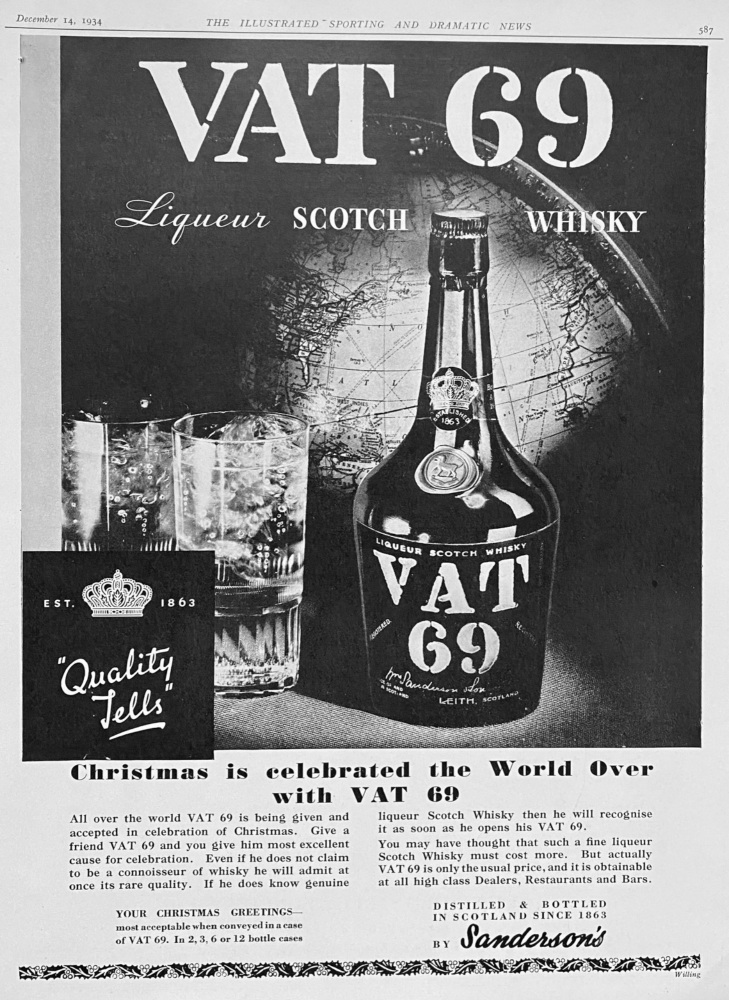 December 14, 1934
THE ILLUSTRATED SPORTING AND DRAMATIC NEWS
587
VAT 69
Liqueur SCOTCH WHISKY
ESTABLISHED
1863
LIQUEUR SCOTCH WHISKY
VAT
69
REGISTERED
Wm Sanderson & Son
LEITH, SCOTLAND
EST. 1863
"Quality
Tells"
Christmas is celebrated the World Over
with VAT 69
All over the world VAT 69 is being given and
accepted in celebration of Christmas. Give a
friend VAT 69 and you give him most excellent
cause for celebration. Even if he does not claim
to be a connoisseur of whisky he will admit at
once its rare quality. If he does know genuine
liqueur Scotch Whisky then he will recognise
it as soon as he opens his VAT 69.
You may have thought that such a fine liqueur
Scotch Whisky must cost more. But actually
VAT 69 is only the usual price, and it is obtainable
at all high class Dealers, Restaurants and Bars.
YOUR CHRISTMAS GREETINGS—
most acceptable when conveyed in a case
of VAT 69. In 2, 3, 6 or 12 bottle cases
DISTILLED & BOTTLED
IN SCOTLAND SINCE 1863
BY Sanderson's
Willing